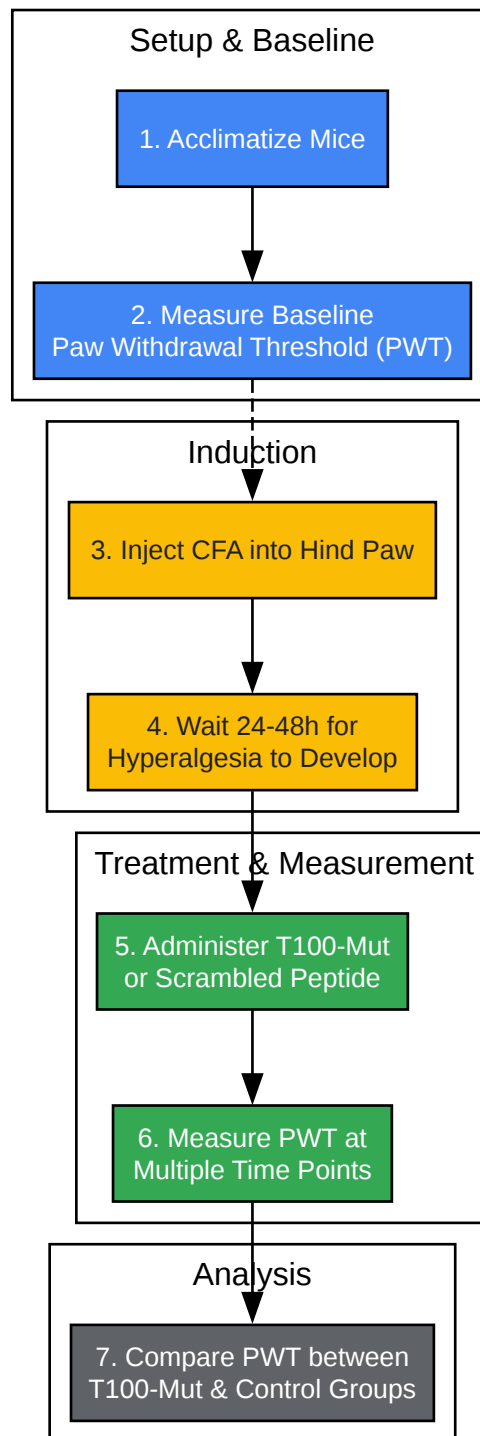 Setup & Baseline
1. Acclimatize Mice
2. Measure Baseline
Paw Withdrawal Threshold (PWT)
Induction
3. Inject CFA into Hind Paw
4. Wait 24-48h for
Hyperalgesia to Develop
Treatment & Measurement
5. Administer T100-Mut
or Scrambled Peptide
6. Measure PWT at
Multiple Time Points
Analysis
7. Compare PWT between
T100-Mut & Control Groups